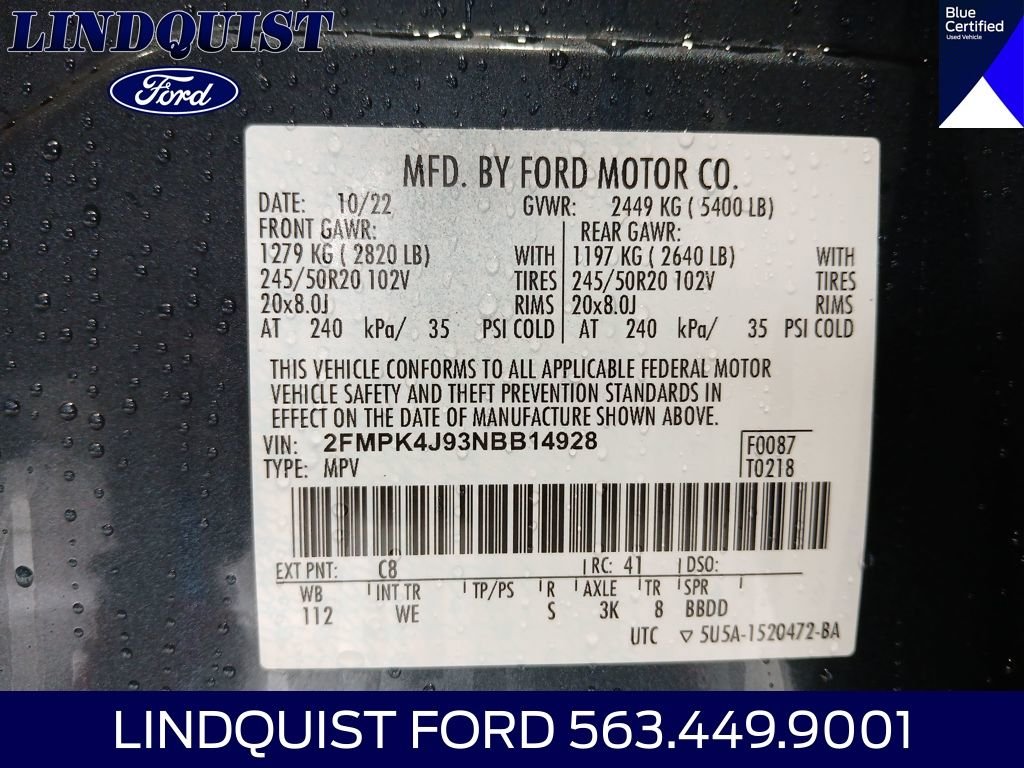 LINDQUIST
Ford
Blue
Certified
Used Vehicle
MFD. BY FORD MOTOR CO.
DATE: 10/22 GVWR: 2449 KG ( 5400 LB)
FRONT GAWR: REAR GAWR:
1279 KG ( 2820 LB) WITH 1197 KG ( 2640 LB) WITH
245/50R20 102V TIRES 245/50R20 102V TIRES
20x8.0J RIMS 20x8.0J RIMS
AT 240 kPa/ 35 PSI COLD AT 240 kPa/ 35 PSI COLD
THIS VEHICLE CONFORMS TO ALL APPLICABLE FEDERAL MOTOR
VEHICLE SAFETY AND THEFT PREVENTION STANDARDS IN
EFFECT ON THE DATE OF MANUFACTURE SHOWN ABOVE.
VIN: 2FMPK4J93NBB14928 F0087
TYPE: MPV T0218
EXT PNT: C8 RC: 41 DSO:
WB INT TR TP/PS R AXLE TR SPR
112 WE S 3K 8 BBDD
UTC ▽ 5U5A-1520472-BA
LINDQUIST FORD 563.449.9001